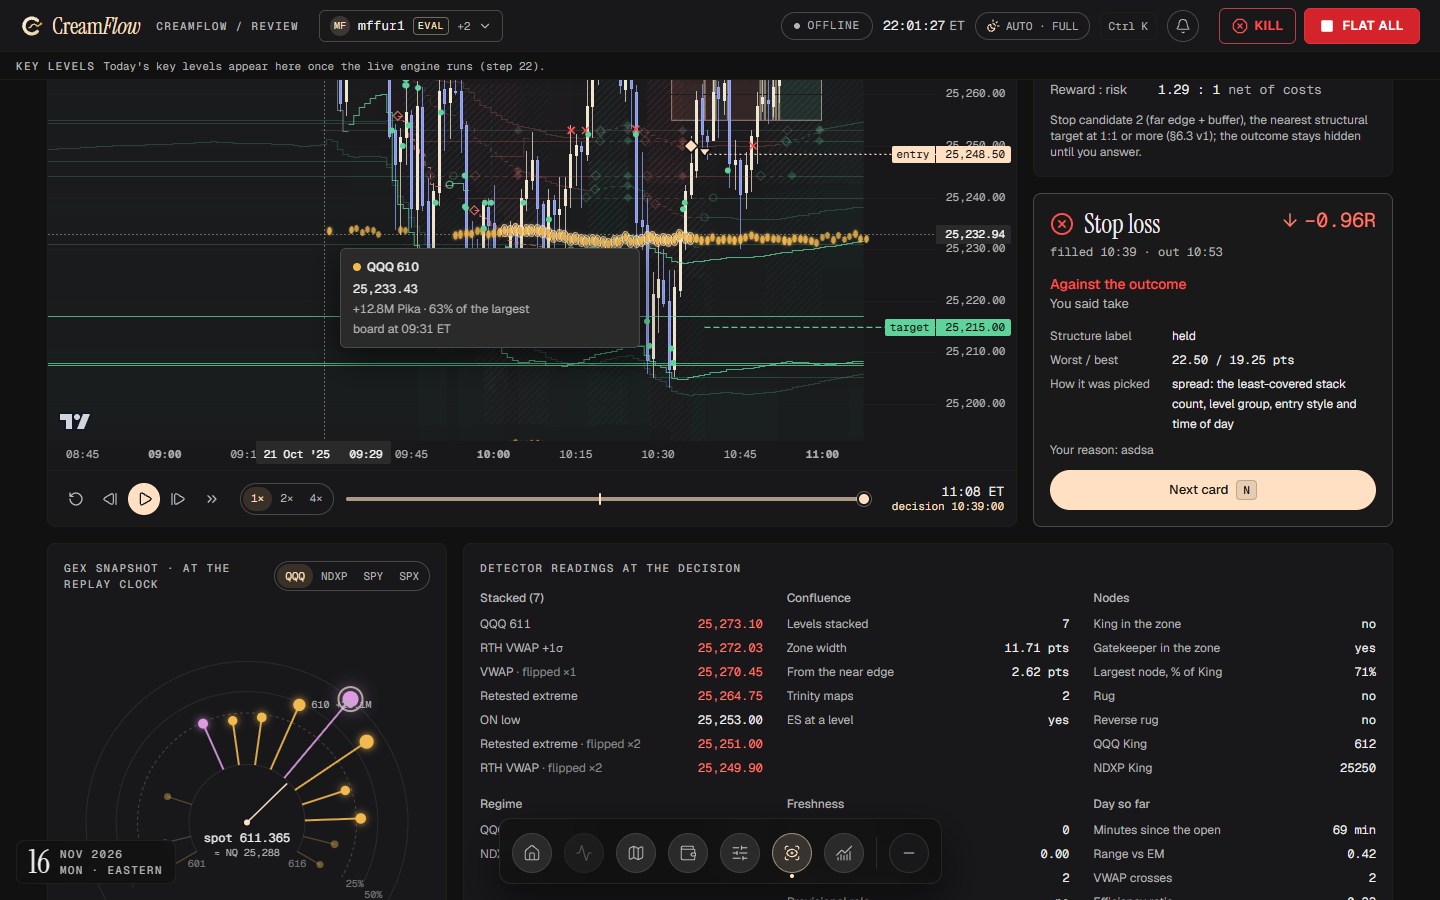 CreamFlow
CREAMFLOW / REVIEW
MF mffur1 EVAL +2
OFFLINE
22:01:27 ET
AUTO · FULL
Ctrl K
KILL
FLAT ALL
KEY LEVELS Today's key levels appear here once the live engine runs (step 22).
25,260.00
entry 25,248.50
25,240.00
25,232.94
25,230.00
25,220.00
target 25,215.00
25,210.00
25,200.00
QQQ 610
25,233.43
+12.8M Pika · 63% of the largest
board at 09:31 ET
08:45 09:00 09:1 21 Oct '25 09:29 09:45 10:00 10:15 10:30 10:45 11:00
1× 2× 4×
11:08 ET
decision 10:39:00
Reward : risk 1.29 : 1 net of costs
Stop candidate 2 (far edge + buffer), the nearest structural
target at 1:1 or more (§6.3 v1); the outcome stays hidden
until you answer.
Stop loss
−0.96R
filled 10:39 · out 10:53
Against the outcome
You said take
Structure label held
Worst / best 22.50 / 19.25 pts
How it was picked spread: the least-covered stack
count, level group, entry style and
time of day
Your reason: asdsa
Next card N
GEX SNAPSHOT · AT THE
REPLAY CLOCK
QQQ NDXP SPY SPX
610
spot 611.365
≈ NQ 25,288
601
616
25%
50%
DETECTOR READINGS AT THE DECISION
Stacked (7)
QQQ 611 25,273.10
RTH VWAP +1σ 25,272.03
VWAP · flipped ×1 25,270.45
Retested extreme 25,264.75
ON low 25,253.00
Retested extreme · flipped ×2 25,251.00
RTH VWAP · flipped ×2 25,249.90
Confluence
Levels stacked 7
Zone width 11.71 pts
From the near edge 2.62 pts
Trinity maps 2
ES at a level yes
Nodes
King in the zone no
Gatekeeper in the zone yes
Largest node, % of King 71%
Rug no
Reverse rug no
QQQ King 612
NDXP King 25250
Regime
Freshness
0
0.00
2
Day so far
Minutes since the open 69 min
Range vs EM 0.42
VWAP crosses 2
16
NOV 2026
MON · EASTERN